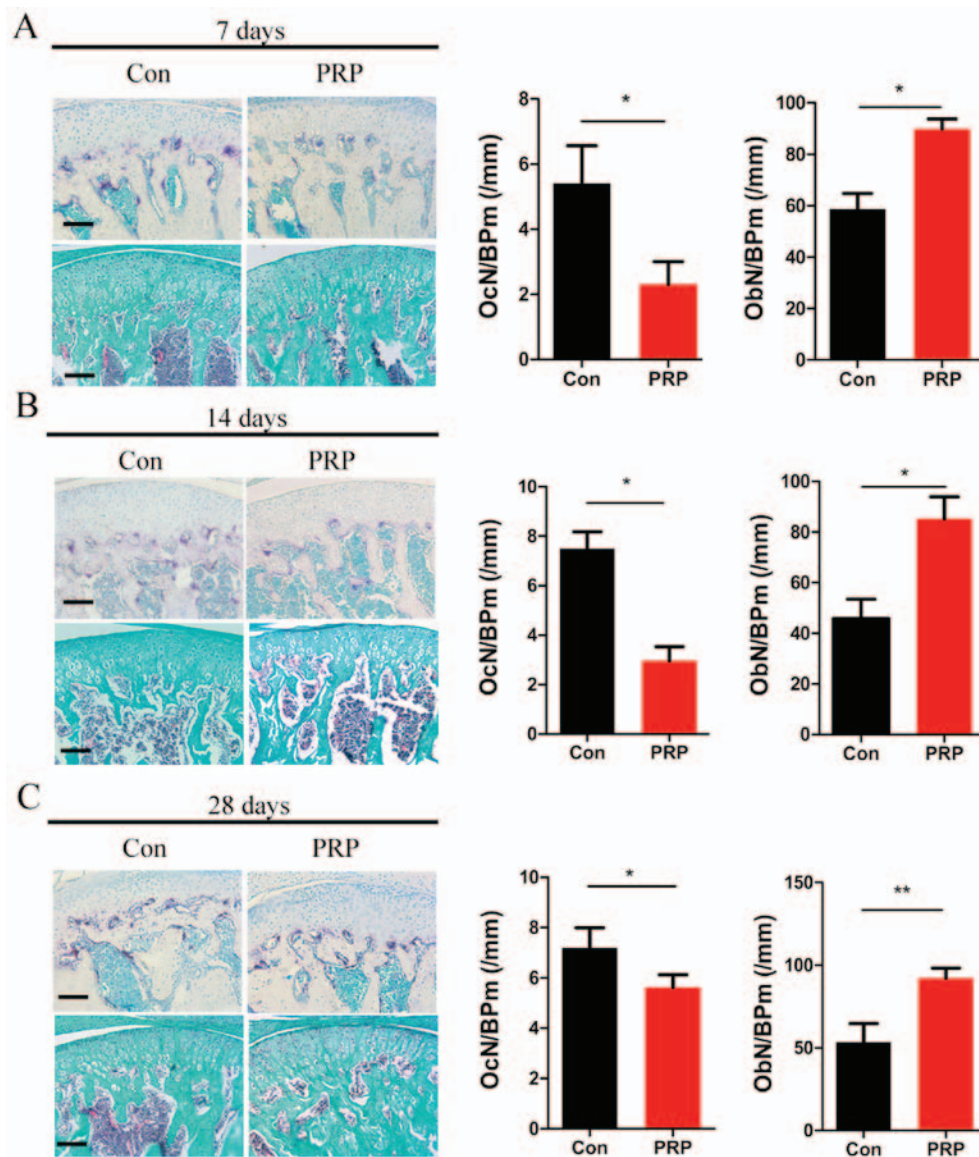 A
7 days
Con PRP
OcN/BPm (/mm)
8
6
4
2
0
*
Con PRP
ObN/BPm (/mm)
100
80
60
40
20
0
*
Con PRP
B
14 days
Con PRP
OcN/BPm (/mm)
10
8
6
4
2
0
*
Con PRP
ObN/BPm (/mm)
100
80
60
40
20
0
*
Con PRP
C
28 days
Con PRP
OcN/BPm (/mm)
10
8
6
4
2
0
*
Con PRP
ObN/BPm (/mm)
150
100
50
0
**
Con PRP